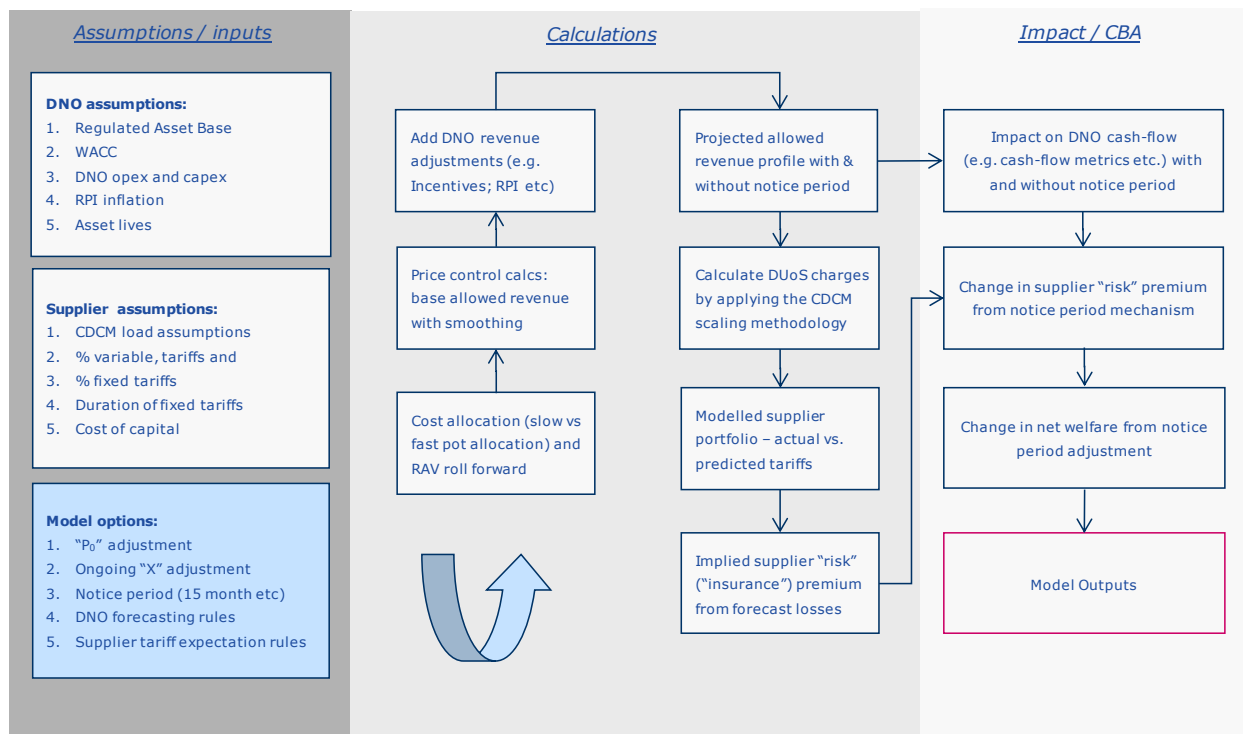 Assumptions / inputs
DNO assumptions:
1. Regulated Asset Base
2. WACC
3. DNO opex and capex
4. RPI inflation
5. Asset lives
Supplier assumptions:
1. CDCM load assumptions
2. % variable, tariffs and
3. % fixed tariffs
4. Duration of fixed tariffs
5. Cost of capital
Model options:
1. “P₀” adjustment
2. Ongoing “X” adjustment
3. Notice period (15 month etc)
4. DNO forecasting rules
5. Supplier tariff expectation rules
Calculations
Add DNO revenue
adjustments (e.g.
Incentives; RPI etc)
Price control calcs:
base allowed revenue
with smoothing
Cost allocation (slow vs
fast pot allocation) and
RAV roll forward
Projected allowed
revenue profile with &
without notice period
Calculate DUoS charges
by applying the CDCM
scaling methodology
Modelled supplier
portfolio – actual vs.
predicted tariffs
Implied supplier “risk”
(“insurance”) premium
from forecast losses
Impact / CBA
Impact on DNO cash-flow
(e.g. cash-flow metrics etc.) with
and without notice period
Change in supplier “risk” premium
from notice period mechanism
Change in net welfare from notice
period adjustment
Model Outputs